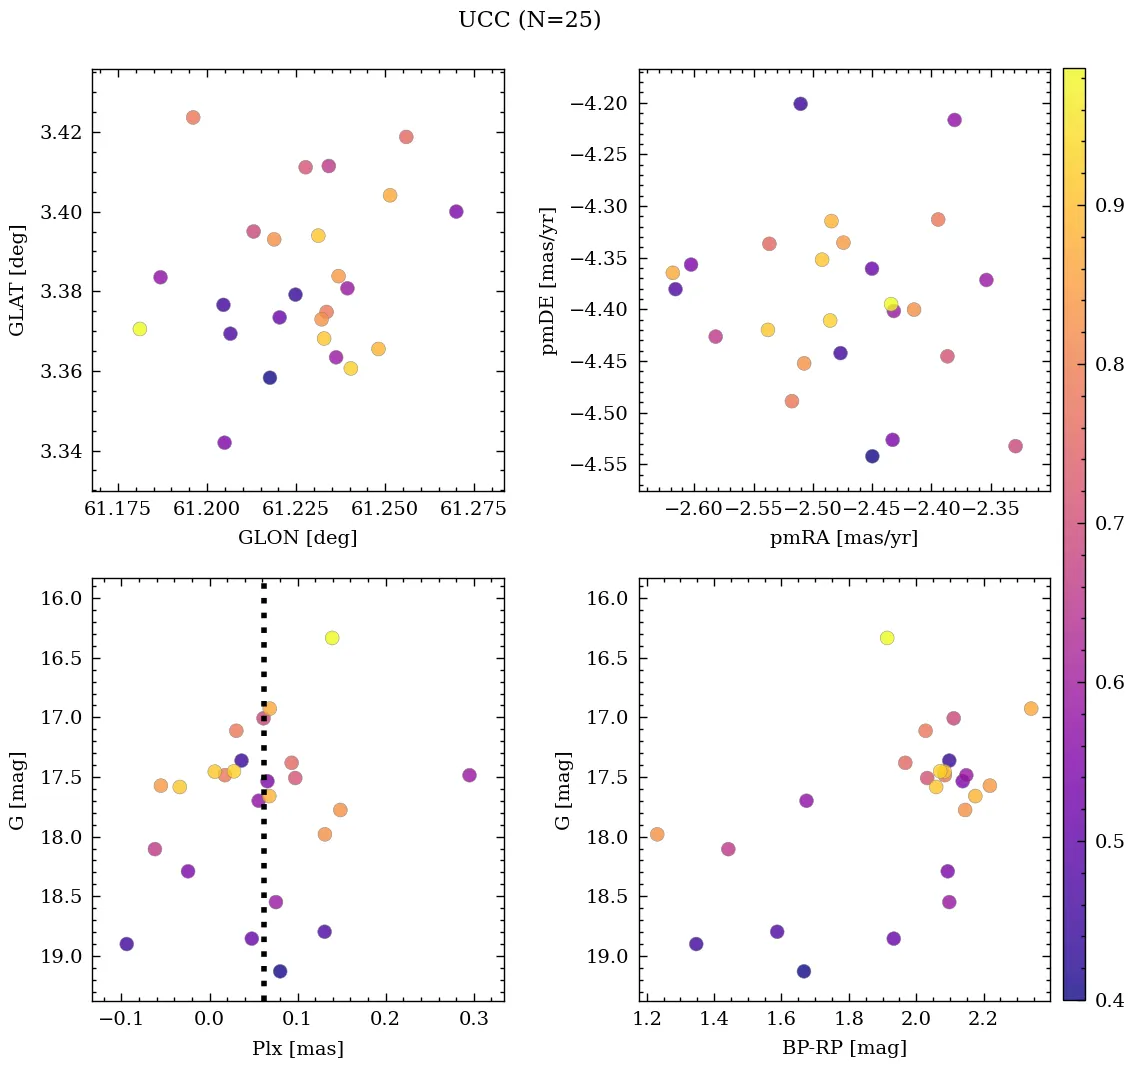 UCC (N=25)
3.42
3.40
3.38
3.36
3.34
GLAT [deg]
61.175 61.200 61.225 61.250 61.275
GLON [deg]
−4.20
−4.25
−4.30
−4.35
−4.40
−4.45
−4.50
−4.55
pmDE [mas/yr]
−2.60 −2.55 −2.50 −2.45 −2.40 −2.35
pmRA [mas/yr]
16.0
16.5
17.0
17.5
18.0
18.5
19.0
G [mag]
−0.1 0.0 0.1 0.2 0.3
Plx [mas]
16.0
16.5
17.0
17.5
18.0
18.5
19.0
G [mag]
1.2 1.4 1.6 1.8 2.0 2.2
BP-RP [mag]
0.9
0.8
0.7
0.6
0.5
0.4